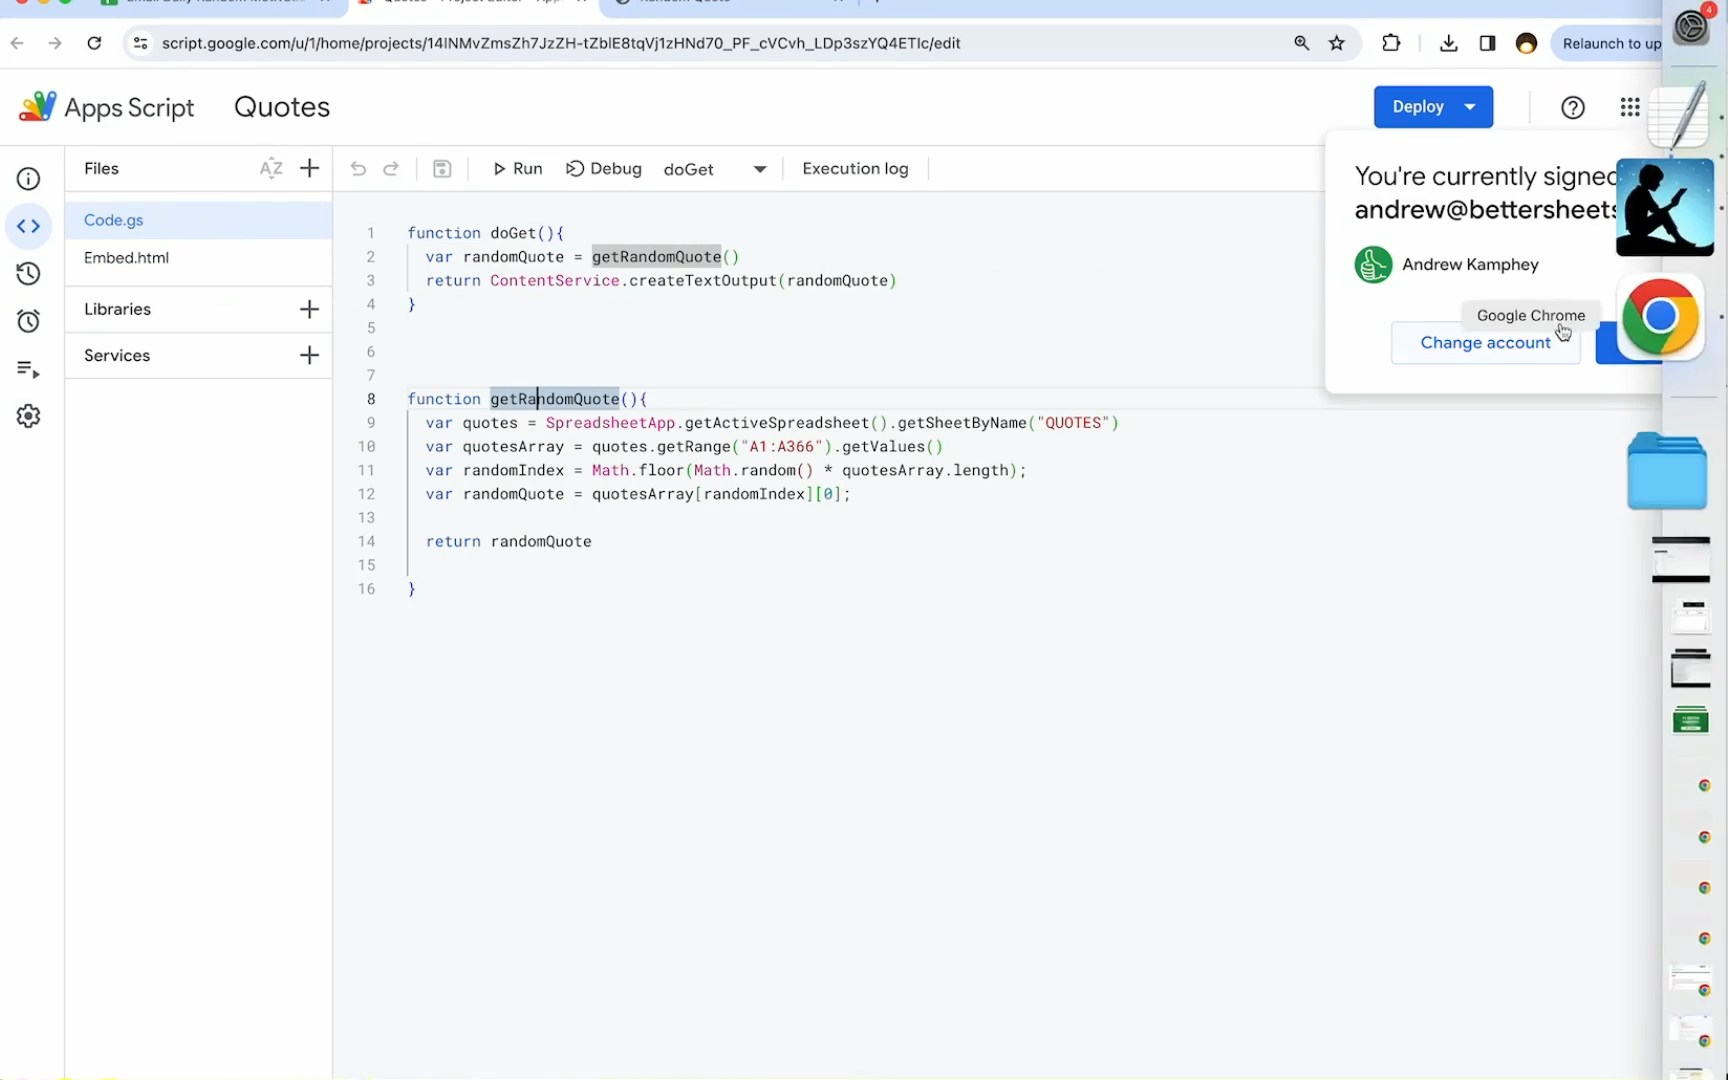 script.google.com/u/1/home/projects/14INMvZmsZh7JzZH-tZbIE8tqVj1zHNd70_PF_cVCvh_LDp3szYQ4ETIc/edit
Relaunch to up
4
Apps Script
Quotes
Deploy
Files
Run
Debug
doGet
Execution log
You're currently signed
andrew@bettersheets
Andrew Kamphey
Google Chrome
Change account
Code.gs
Embed.html
Libraries
Services
1 function doGet(){
2 var randomQuote = getRandomQuote()
3 return ContentService.createTextOutput(randomQuote)
4 }
5
6
7
8 function getRandomQuote(){
9 var quotes = SpreadsheetApp.getActiveSpreadsheet().getSheetByName("QUOTES")
10 var quotesArray = quotes.getRange("A1:A366").getValues()
11 var randomIndex = Math.floor(Math.random() * quotesArray.length);
12 var randomQuote = quotesArray[randomIndex][0];
13
14 return randomQuote
15
16 }